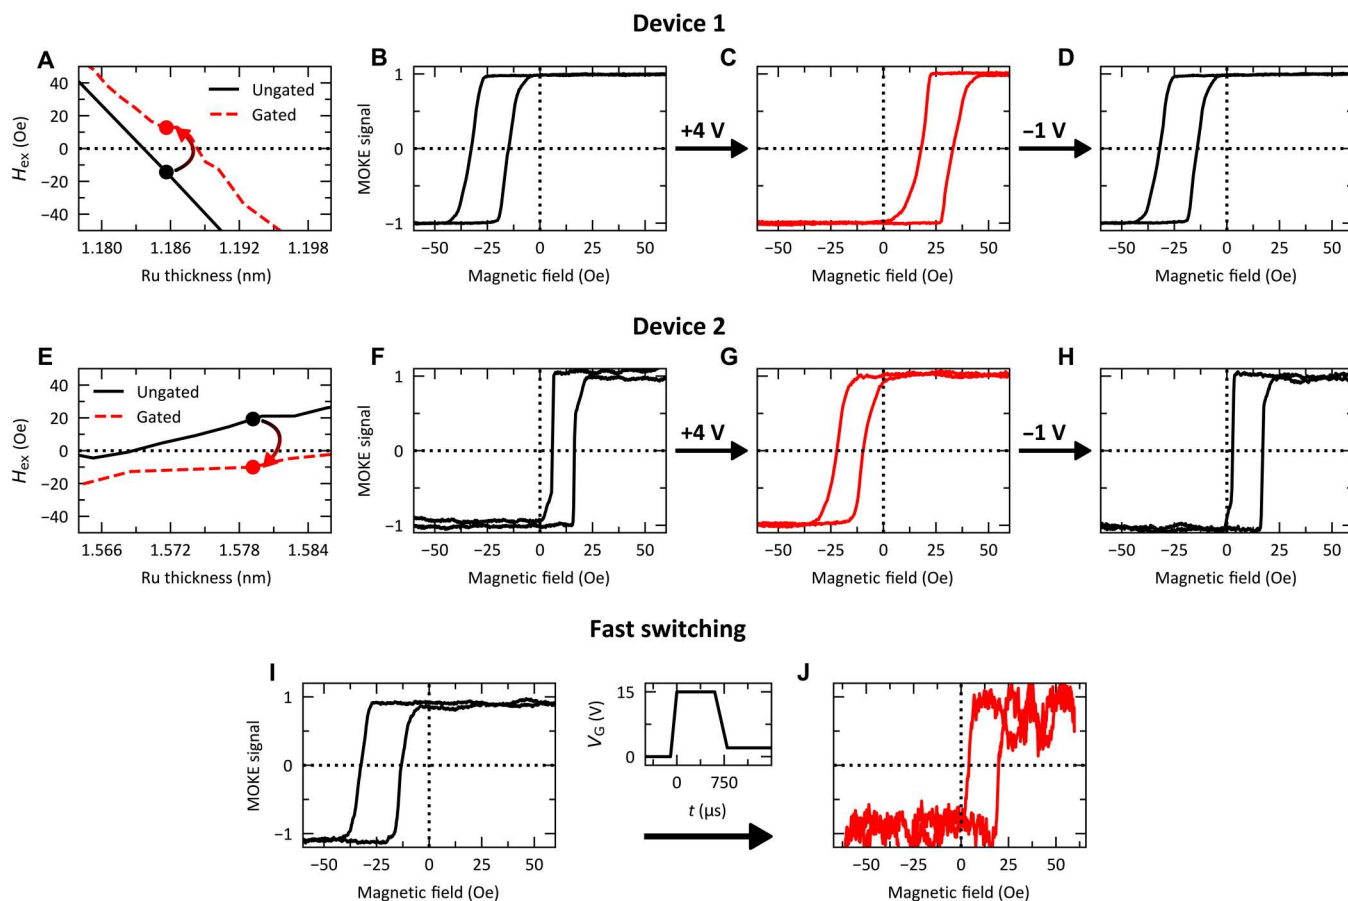 Device 1
A
40
20
0
−20
−40
Hex (Oe)
Ungated
Gated
1.180
1.186
1.192
1.198
Ru thickness (nm)
B
1
0
−1
MOKE signal
−50
−25
0
25
50
Magnetic field (Oe)
+4 V
C
−50
−25
0
25
50
Magnetic field (Oe)
−1 V
D
−50
−25
0
25
50
Magnetic field (Oe)
Device 2
E
40
20
0
−20
−40
Hex (Oe)
Ungated
Gated
1.566
1.572
1.578
1.584
Ru thickness (nm)
F
1
0
−1
MOKE signal
−50
−25
0
25
50
Magnetic field (Oe)
+4 V
G
−50
−25
0
25
50
Magnetic field (Oe)
−1 V
H
−50
−25
0
25
50
Magnetic field (Oe)
Fast switching
I
1
0
−1
MOKE signal
−50
−25
0
25
50
Magnetic field (Oe)
15
0
VG (V)
0
750
t (μs)
J
−50
−25
0
25
50
Magnetic field (Oe)